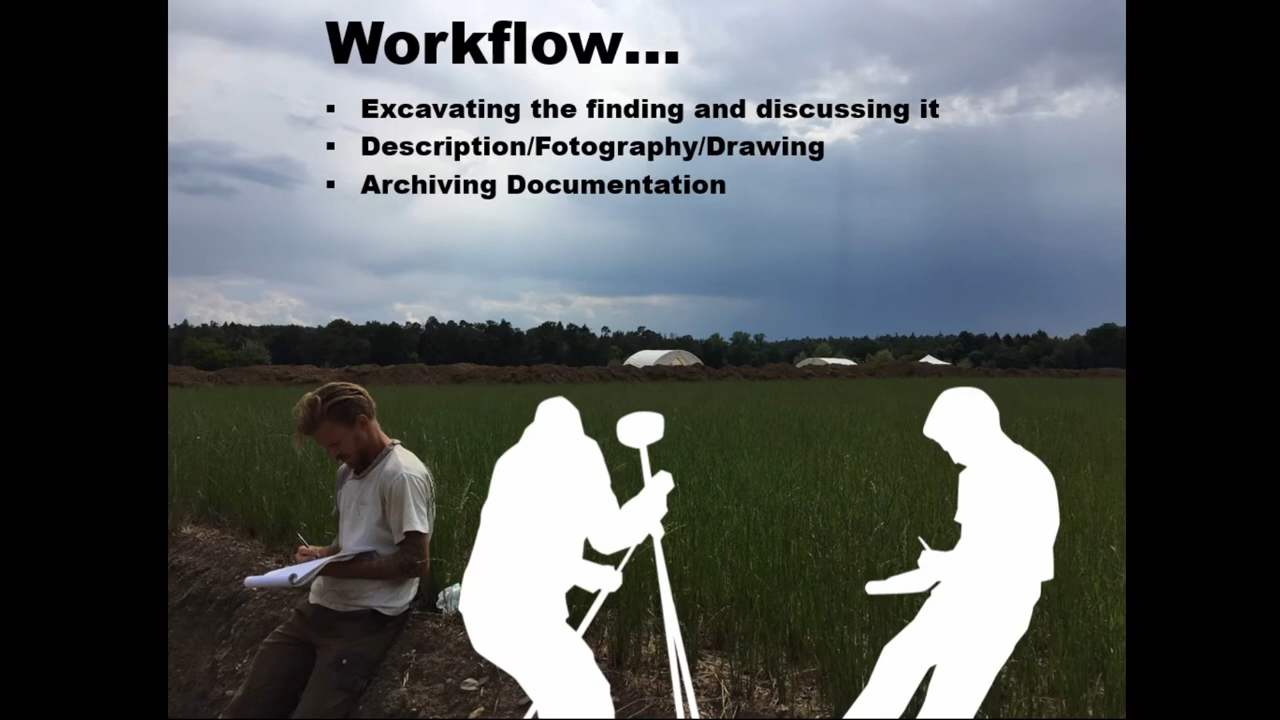 Workflow...
▪ Excavating the finding and discussing it
▪ Description/Fotography/Drawing
▪ Archiving Documentation